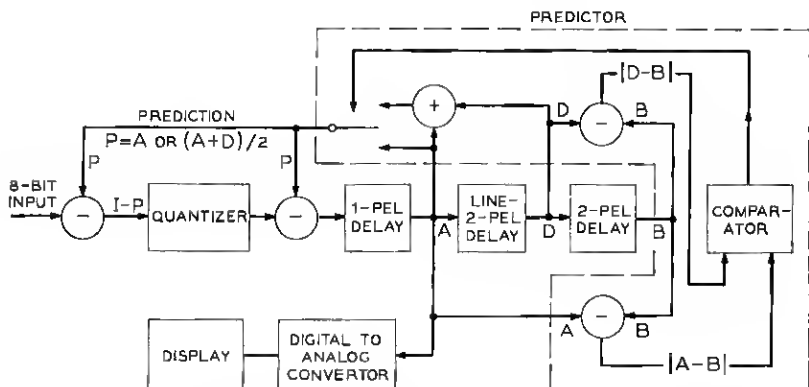 PREDICTOR
|D-B|
PREDICTION
P=A OR (A+D)/2
+
D
-
B
P
P
8-BIT
INPUT
-
I-P
QUANTIZER
-
1-PEL
DELAY
A
LINE-
2-PEL
DELAY
D
2-PEL
DELAY
B
COMPAR-
ATOR
A
-
B
DISPLAY
DIGITAL TO
ANALOG
CONVERTOR
|A-B|